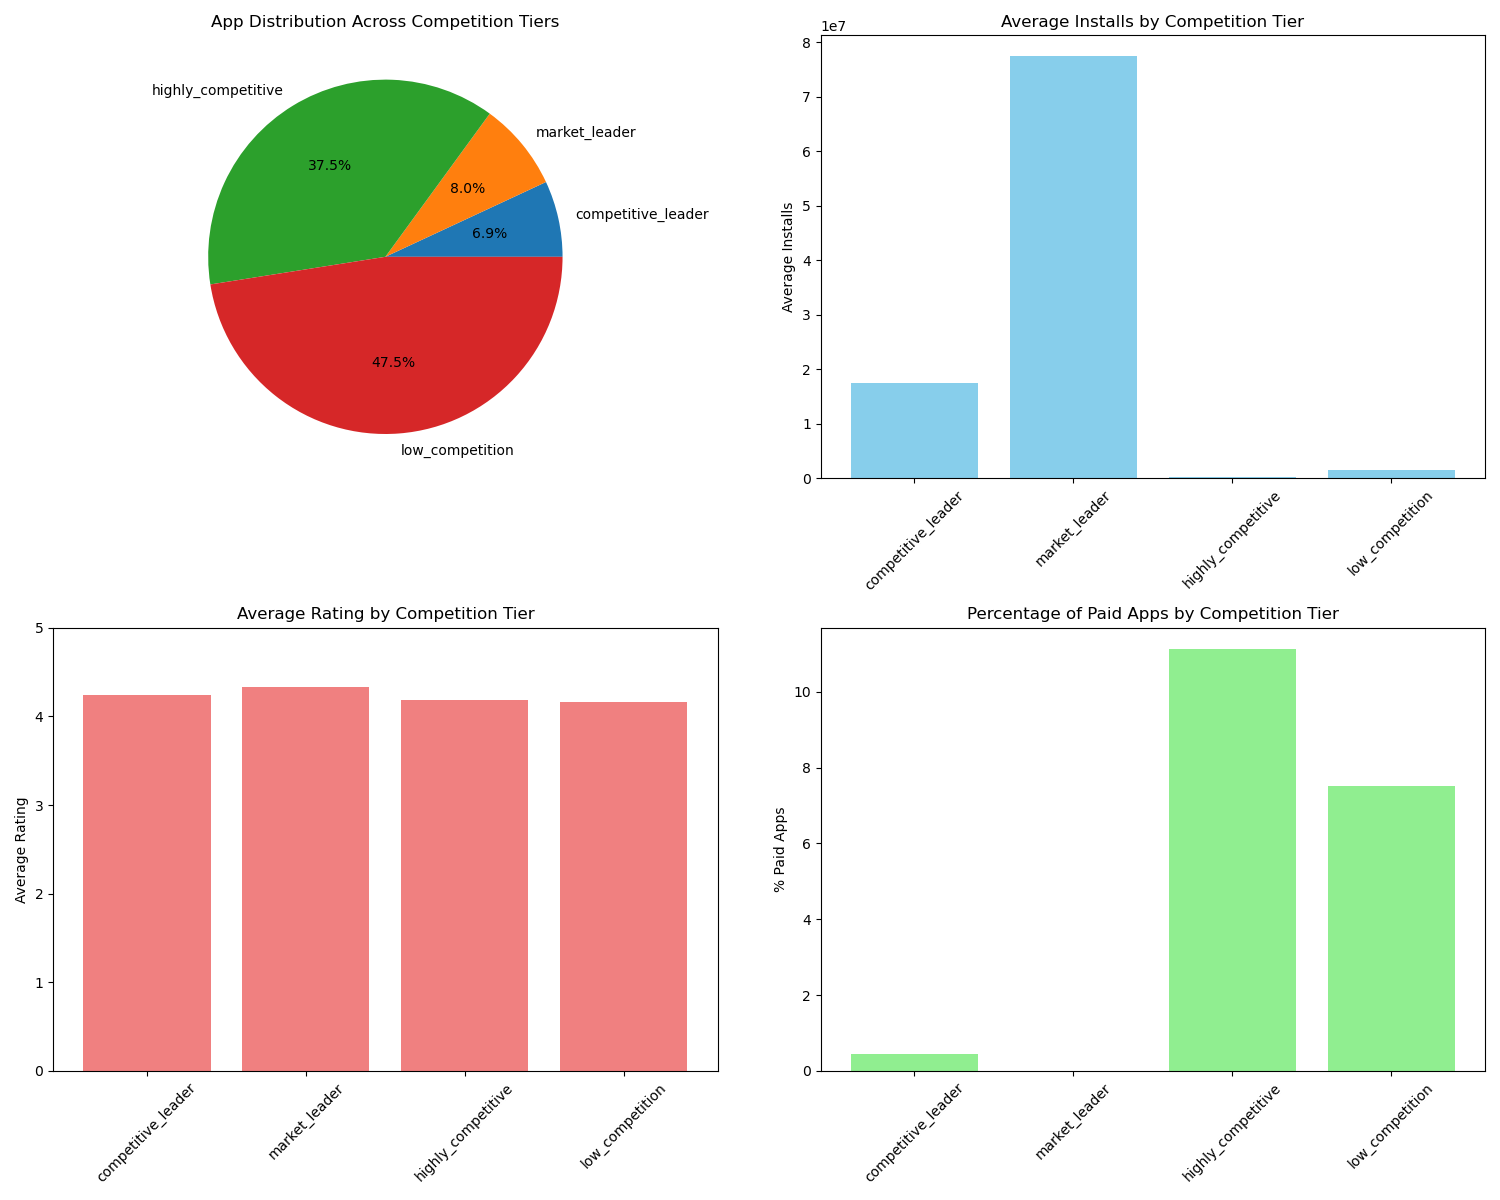 App Distribution Across Competition Tiers
highly_competitive
market_leader
competitive_leader
low_competition
37.5%
8.0%
6.9%
47.5%
Average Installs by Competition Tier
1e7
8
7
6
5
4
3
2
1
0
Average Installs
competitive_leader
market_leader
highly_competitive
low_competition
Average Rating by Competition Tier
5
4
3
2
1
0
Average Rating
competitive_leader
market_leader
highly_competitive
low_competition
Percentage of Paid Apps by Competition Tier
10
8
6
4
2
0
% Paid Apps
competitive_leader
market_leader
highly_competitive
low_competition